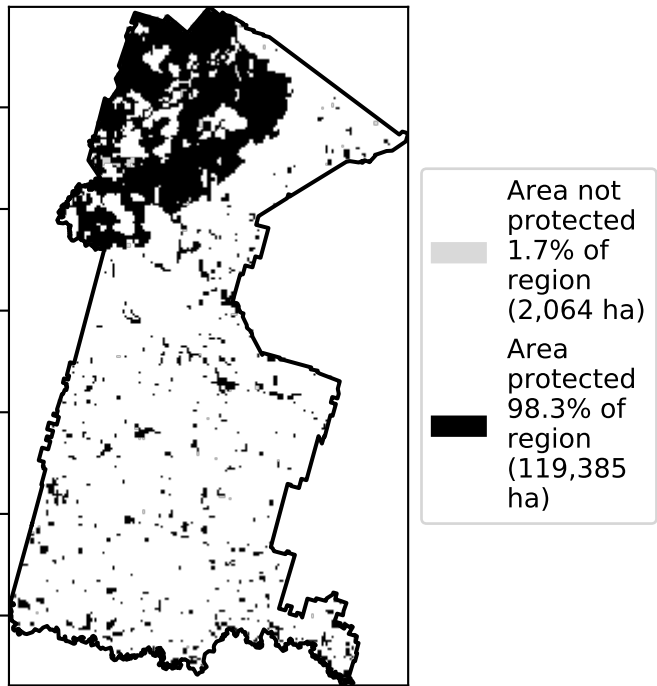 Area not
protected
1.7% of
region
(2,064 ha)
Area
protected
98.3% of
region
(119,385
ha)